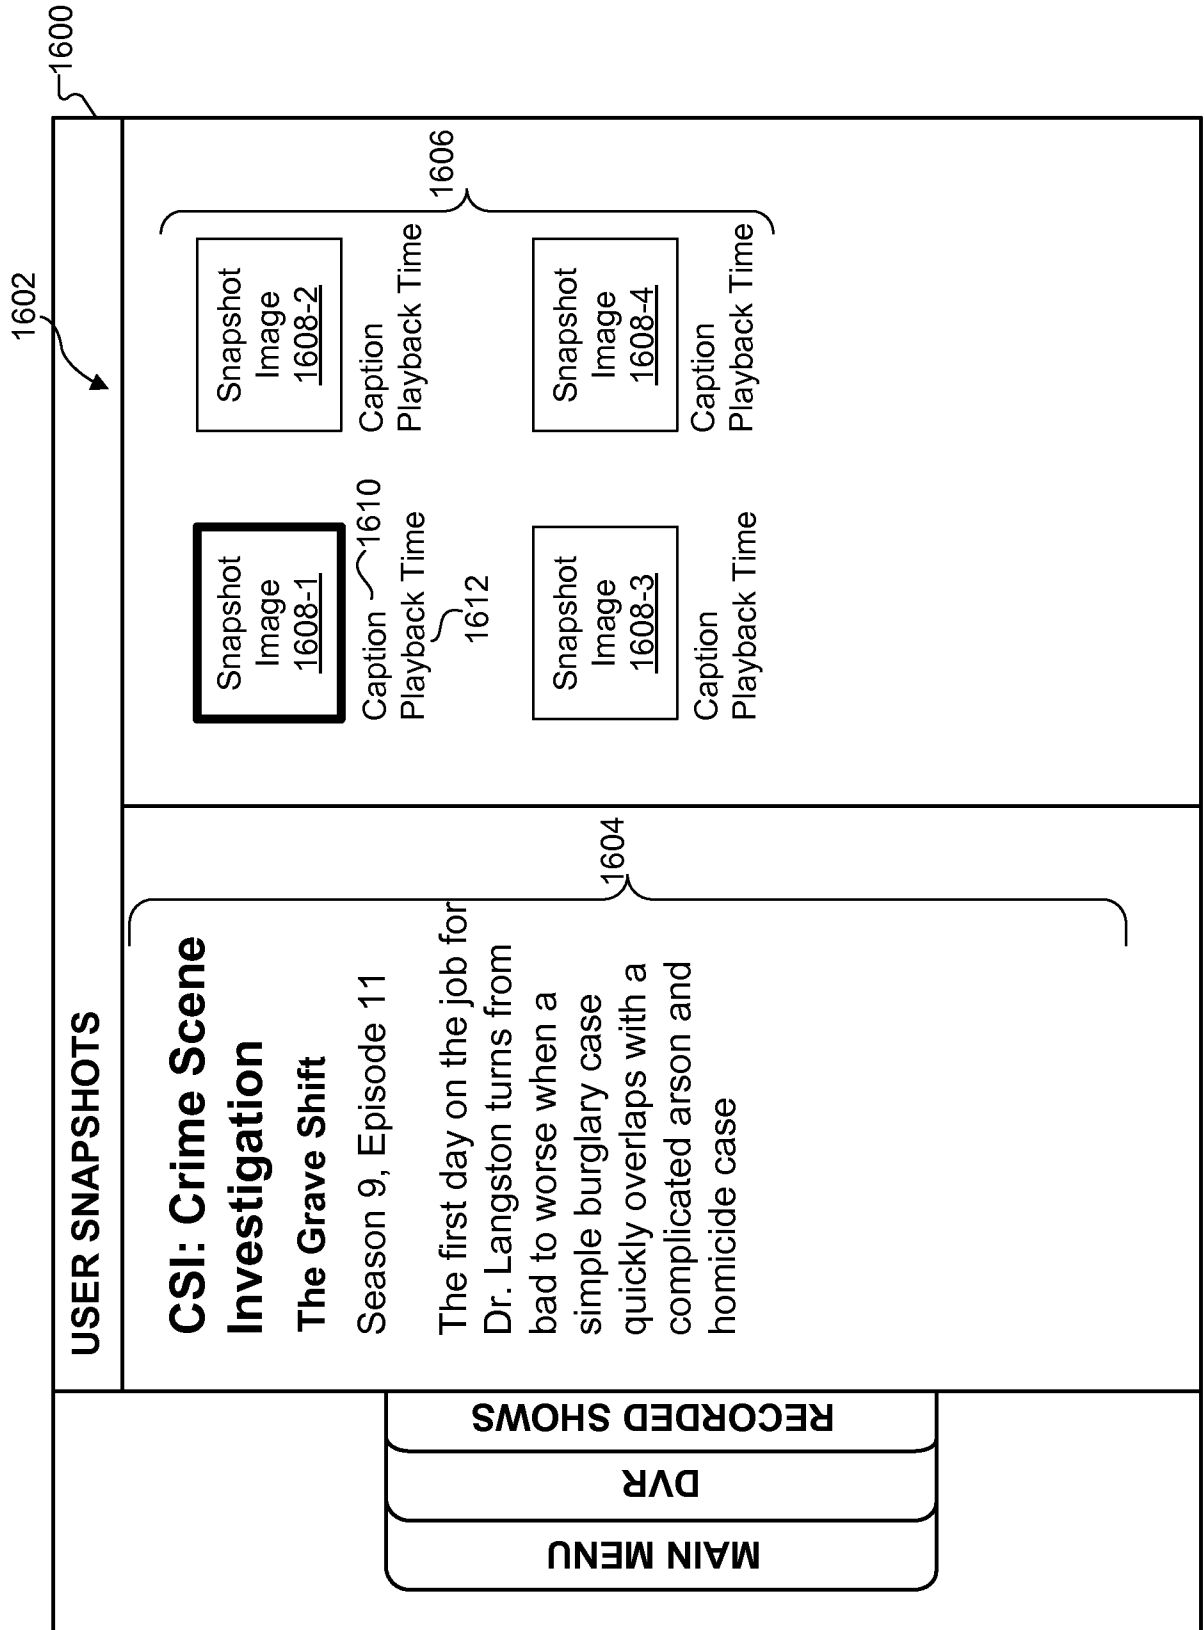 1600
1602
USER SNAPSHOTS
MAIN MENU
DVR
RECORDED SHOWS
CSI: Crime Scene
Investigation
The Grave Shift
Season 9, Episode 11
The first day on the job for
Dr. Langston turns from
bad to worse when a
simple burglary case
quickly overlaps with a
complicated arson and
homicide case
1604
Snapshot
Image
1608-1
Caption
1610
Playback Time
1612
Snapshot
Image
1608-2
Caption
Playback Time
1606
Snapshot
Image
1608-3
Caption
Playback Time
Snapshot
Image
1608-4
Caption
Playback Time